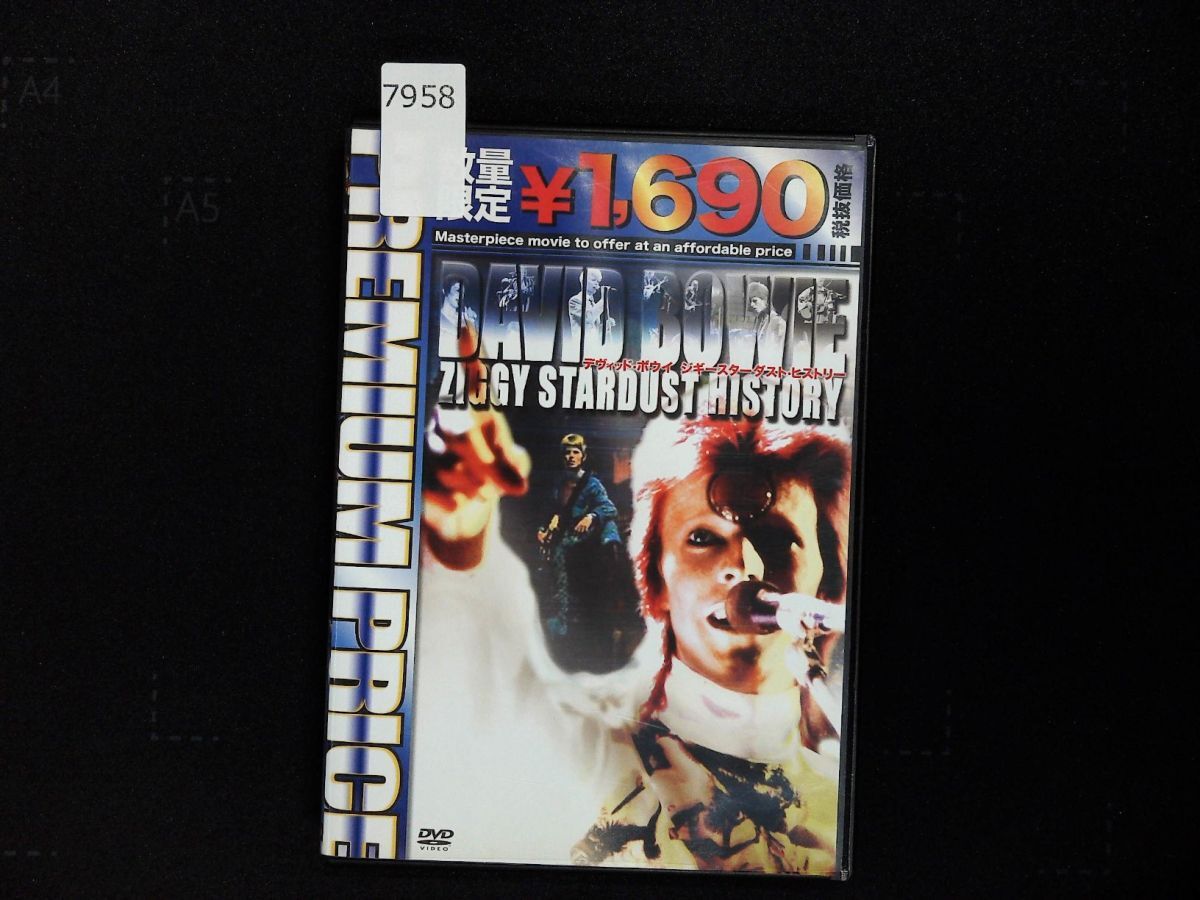 A4
A5
7958
数量
限定
¥1,690
税抜価格
Masterpiece movie to offer at an affordable price
PREMIUM PRICE
DAVID BOWIE
デヴィッド・ボウイ ジギースターダスト・ヒストリー
ZIGGY STARDUST HISTORY
DVD
VIDEO